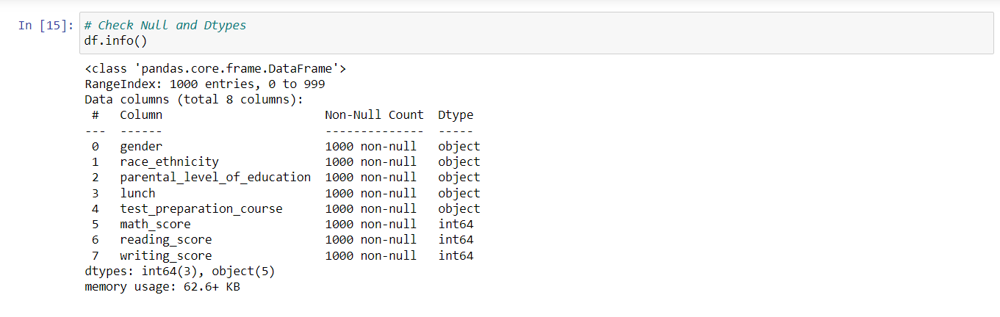 In [15]: # Check Null and Dtypes
df.info()
<class 'pandas.core.frame.DataFrame'>
RangeIndex: 1000 entries, 0 to 999
Data columns (total 8 columns):
 #   Column                       Non-Null Count  Dtype
---  ------                       --------------  -----
 0   gender                       1000 non-null   object
 1   race_ethnicity               1000 non-null   object
 2   parental_level_of_education  1000 non-null   object
 3   lunch                        1000 non-null   object
 4   test_preparation_course      1000 non-null   object
 5   math_score                   1000 non-null   int64
 6   reading_score                1000 non-null   int64
 7   writing_score                1000 non-null   int64
dtypes: int64(3), object(5)
memory usage: 62.6+ KB